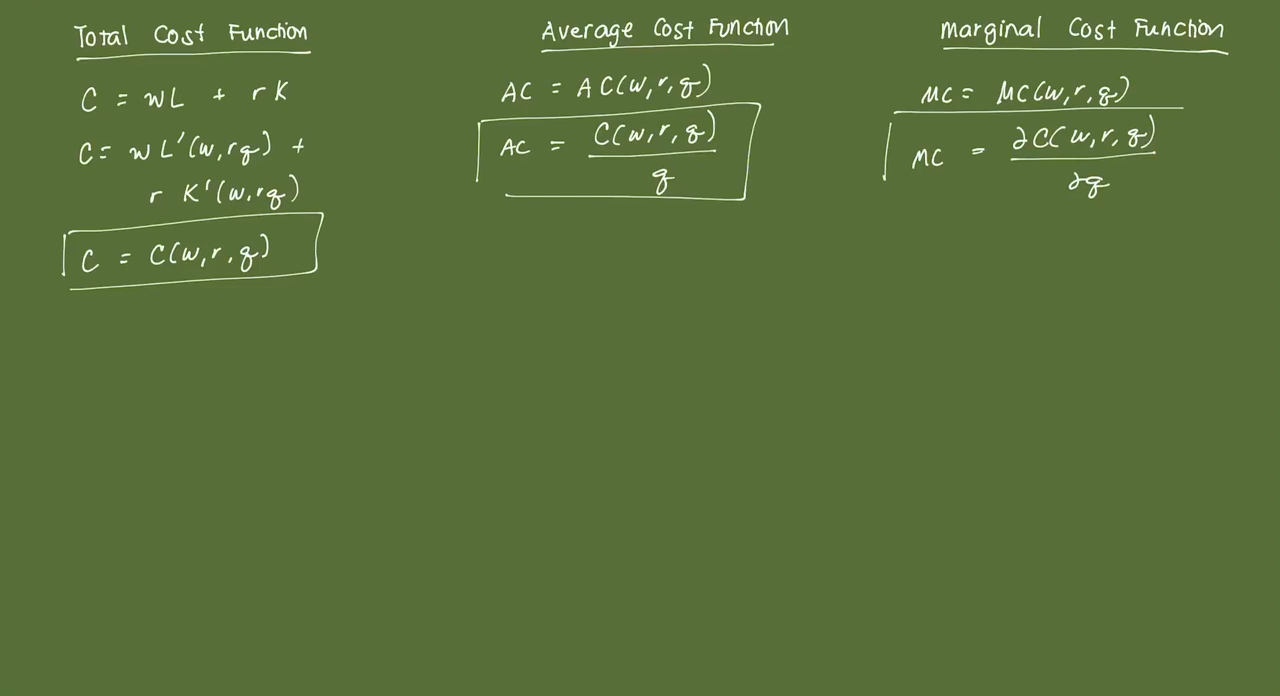 Total Cost Function
C = wL + rK
C = w L'(w,rq) +
r K'(w,rq)
C = C(w,r,q)
Average Cost Function
AC = AC(w,r,q)
AC = C(w,r,q)
q
Marginal Cost Function
MC = MC(w,r,q)
MC = ∂C(w,r,q)
∂q